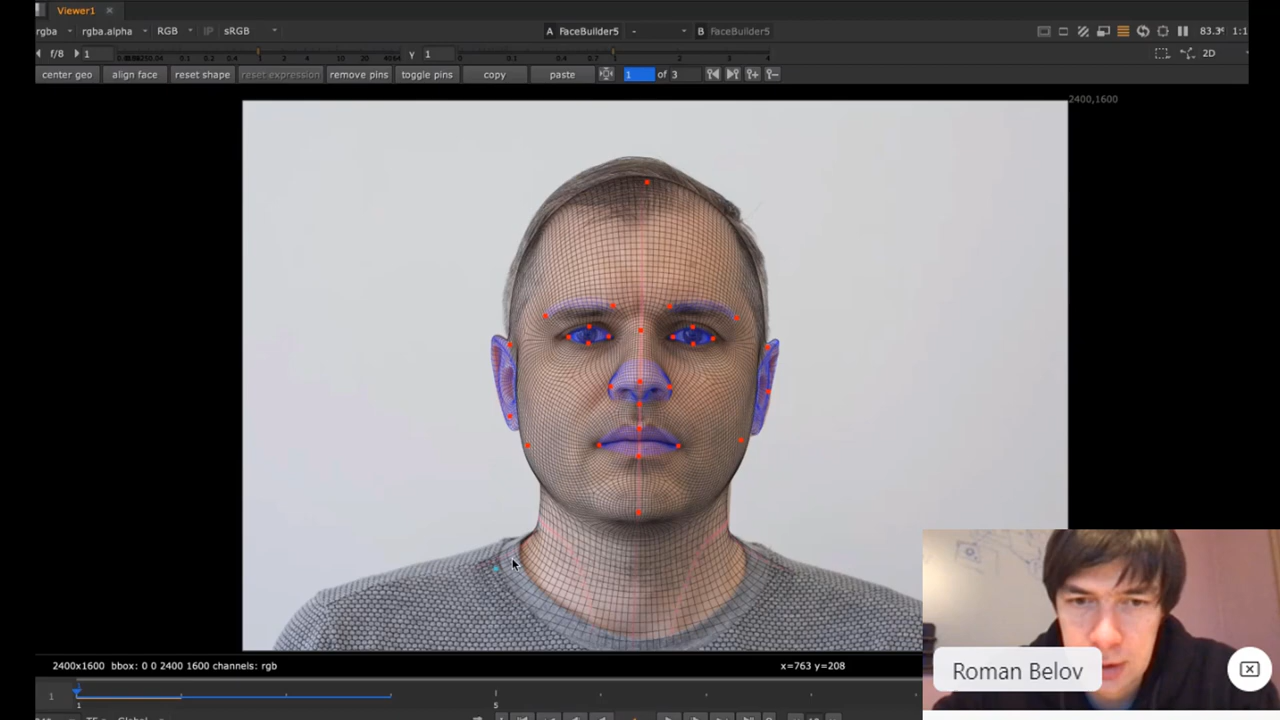 Viewer1 ×
rgba rgba.alpha RGB IP sRGB A FaceBuilder5 - B FaceBuilder5 83.3% 1:1
f/8 1 γ 1 2D
center geo align face reset shape reset expression remove pins toggle pins copy paste 1 of 3
2400,1600
Roman Belov
2400x1600 bbox: 0 0 2400 1600 channels: rgb x=763 y=208
1 1 5